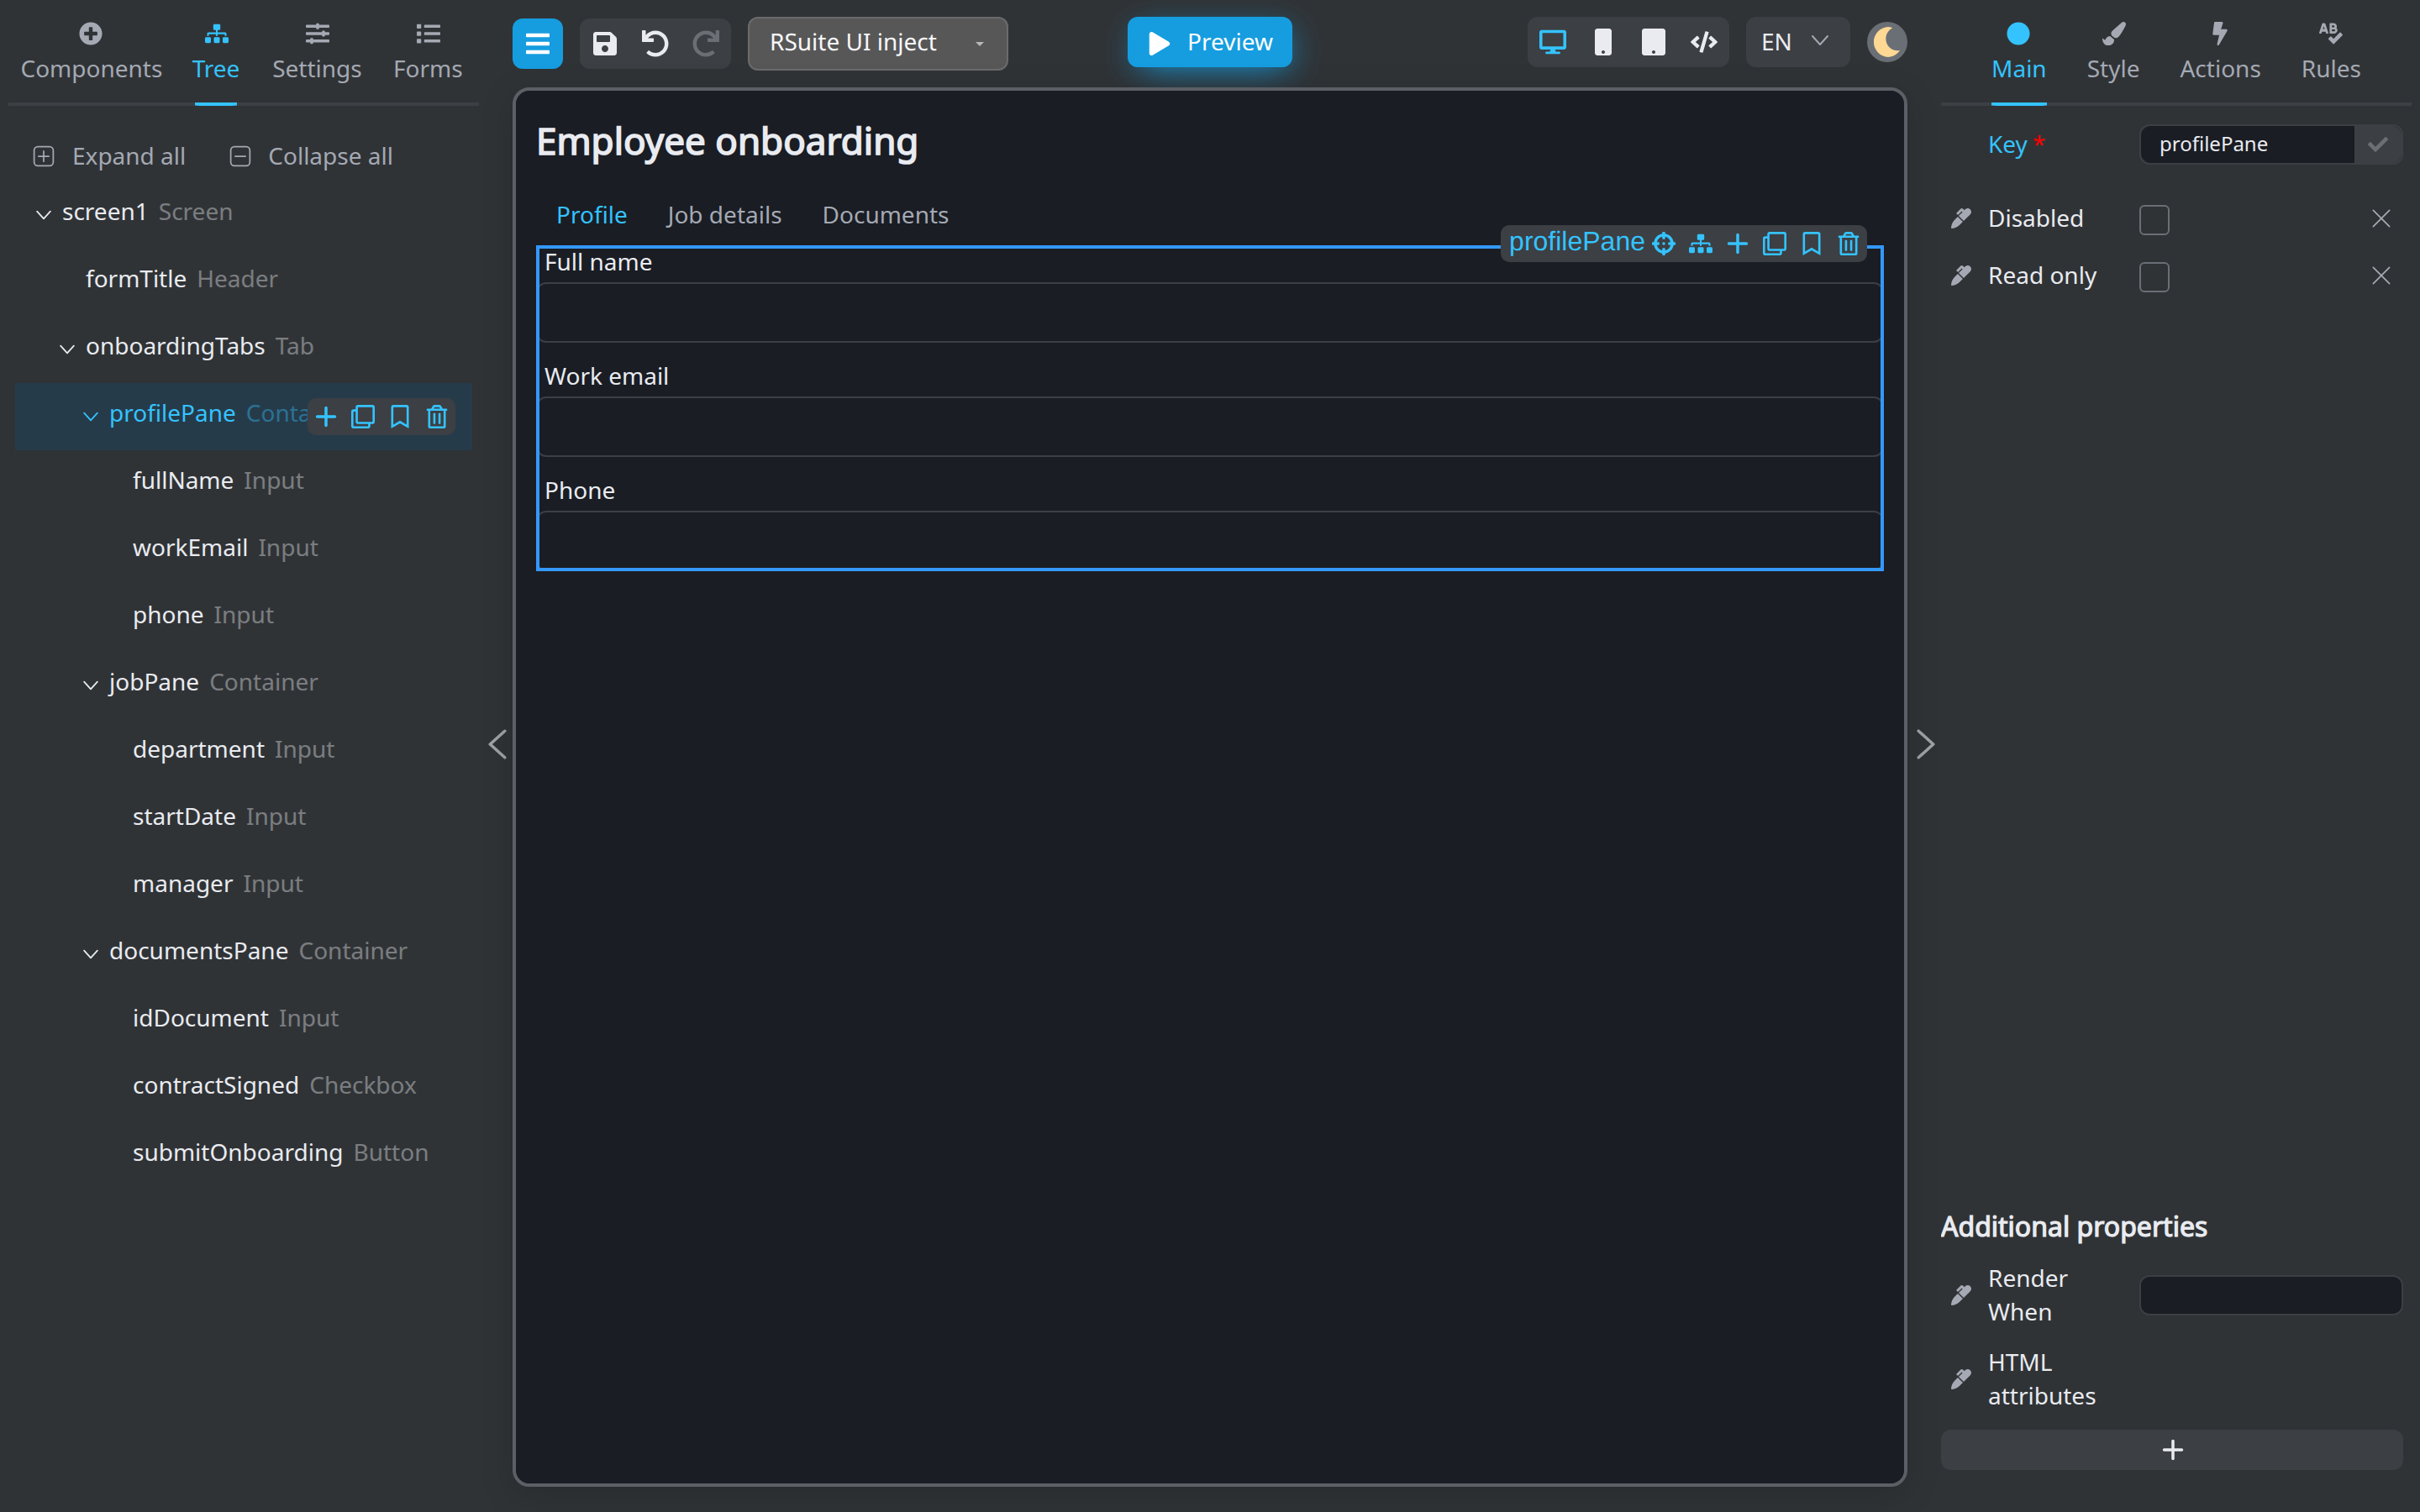 Components Tree Settings Forms
RSuite UI inject
Preview
EN
Main Style Actions Rules
Expand all Collapse all
screen1 Screen
formTitle Header
onboardingTabs Tab
profilePane Conta
fullName Input
workEmail Input
phone Input
jobPane Container
department Input
startDate Input
manager Input
documentsPane Container
idDocument Input
contractSigned Checkbox
submitOnboarding Button
Employee onboarding
Profile Job details Documents
profilePane
Full name
Work email
Phone
Key * profilePane
Disabled
Read only
Additional properties
Render
When
HTML
attributes